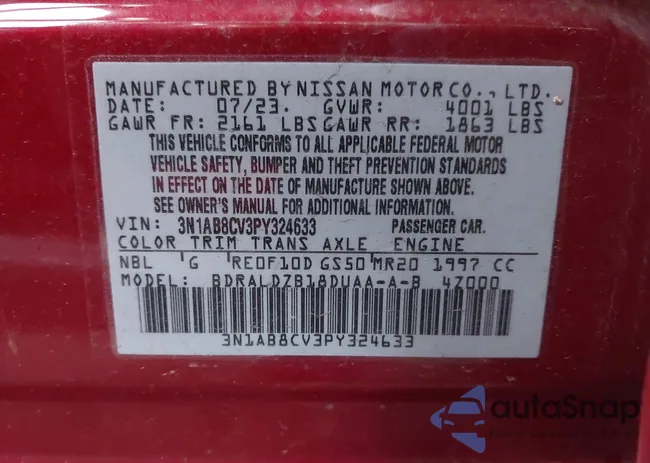 MANUFACTURED BY NISSAN MOTOR CO., LTD.
DATE: 07/23. GVWR: 4001 LBS
GAWR FR: 2161 LBS GAWR RR: 1863 LBS
THIS VEHICLE CONFORMS TO ALL APPLICABLE FEDERAL MOTOR
VEHICLE SAFETY, BUMPER AND THEFT PREVENTION STANDARDS
IN EFFECT ON THE DATE OF MANUFACTURE SHOWN ABOVE.
SEE OWNER'S MANUAL FOR ADDITIONAL INFORMATION.
VIN: 3N1AB8CV3PY324633 PASSENGER CAR.
COLOR TRIM TRANS AXLE ENGINE
NBL G RE0F10D GS50 MR20 1997 CC
MODEL: BDRALDZB18DUAA-A-B 4Z000
3N1AB8CV3PY324633
autoSnap